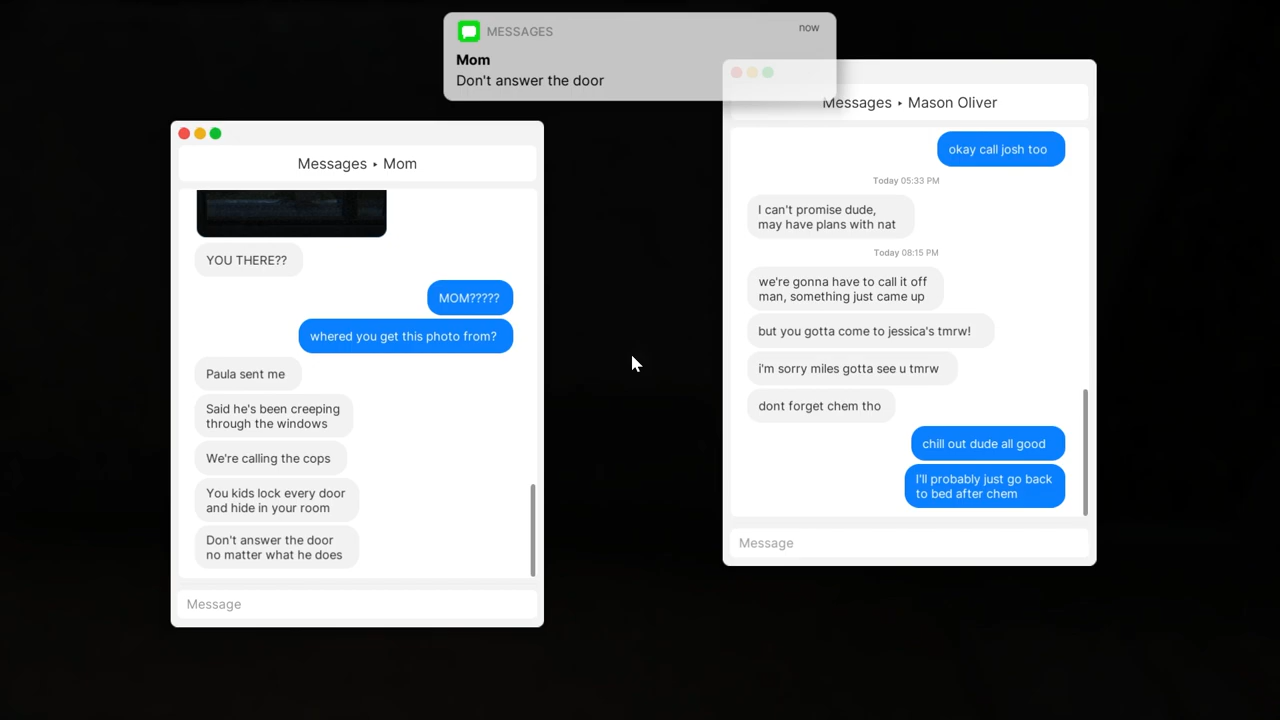 MESSAGES
now
Mom
Don't answer the door
Messages ‣ Mom
YOU THERE??
MOM?????
whered you get this photo from?
Paula sent me
Said he's been creeping
through the windows
We're calling the cops
You kids lock every door
and hide in your room
Don't answer the door
no matter what he does
Message
Messages ‣ Mason Oliver
okay call josh too
Today 05:33 PM
I can't promise dude,
may have plans with nat
Today 08:15 PM
we're gonna have to call it off
man, something just came up
but you gotta come to jessica's tmrw!
i'm sorry miles gotta see u tmrw
dont forget chem tho
chill out dude all good
I'll probably just go back
to bed after chem
Message